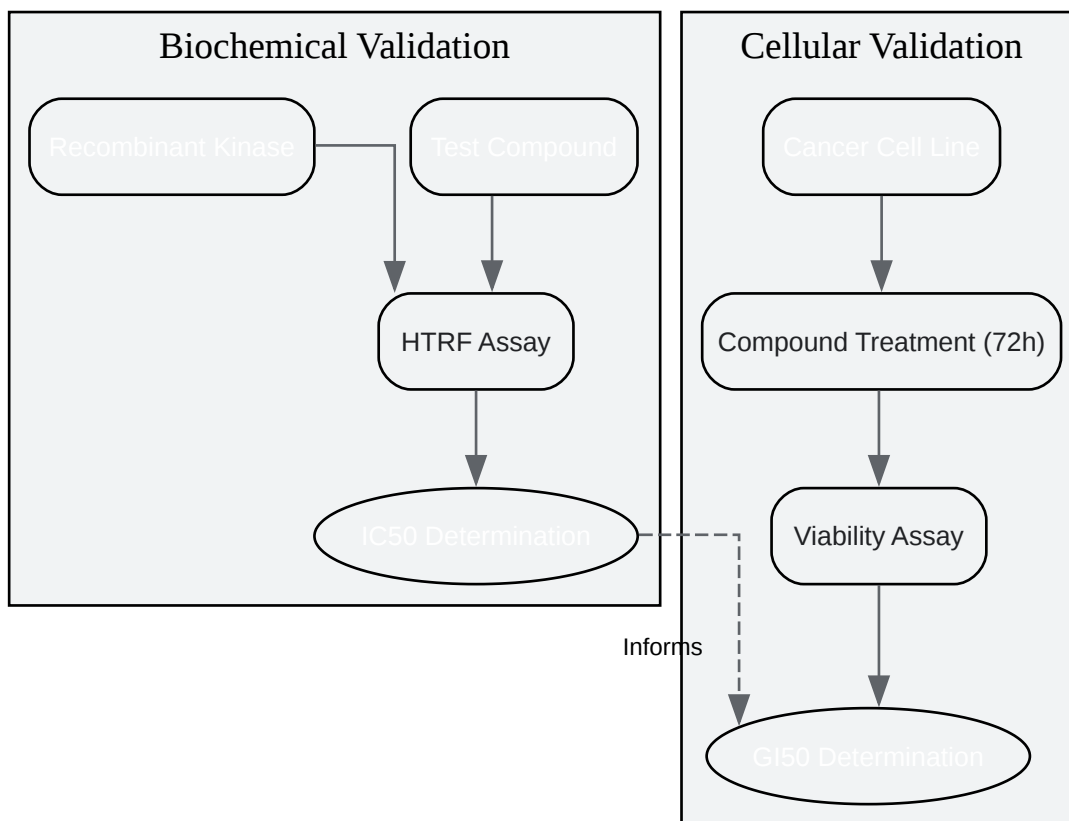 Biochemical Validation
Recombinant Kinase
Test Compound
HTRF Assay
IC50 Determination
Informs
Cellular Validation
Cancer Cell Line
Compound Treatment (72h)
Viability Assay
GI50 Determination